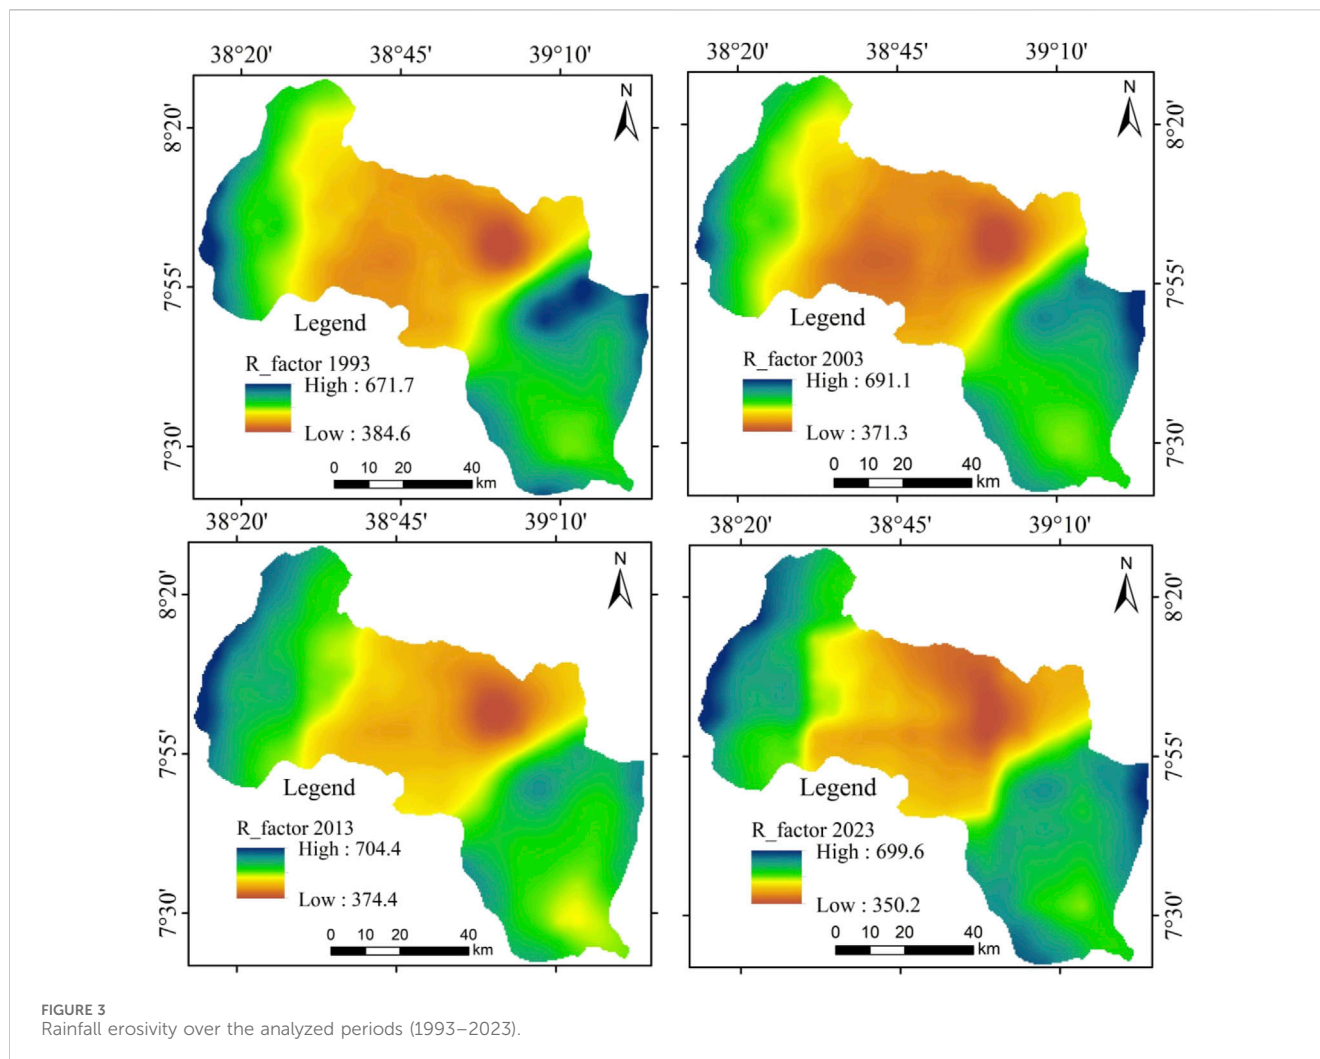 38°20' 38°45' 39°10'
8°20'
7°55'
7°30'
N
Legend
R_factor 1993
High : 671.7
Low : 384.6
0 10 20 40
km
38°20' 38°45' 39°10'
8°20'
7°55'
7°30'
N
Legend
R_factor 2003
High : 691.1
Low : 371.3
0 10 20 40
km
38°20' 38°45' 39°10'
8°20'
7°55'
7°30'
N
Legend
R_factor 2013
High : 704.4
Low : 374.4
0 10 20 40
km
38°20' 38°45' 39°10'
8°20'
7°55'
7°30'
N
Legend
R_factor 2023
High : 699.6
Low : 350.2
0 10 20 40
km
FIGURE 3
Rainfall erosivity over the analyzed periods (1993–2023).